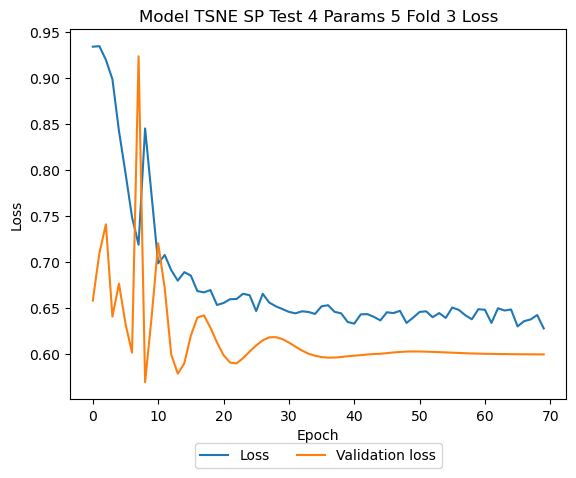 Model TSNE SP Test 4 Params 5 Fold 3 Loss
0.95
0.90
0.85
0.80
0.75
0.70
0.65
0.60
Loss
0 10 20 30 40 50 60 70
Epoch
Loss Validation loss